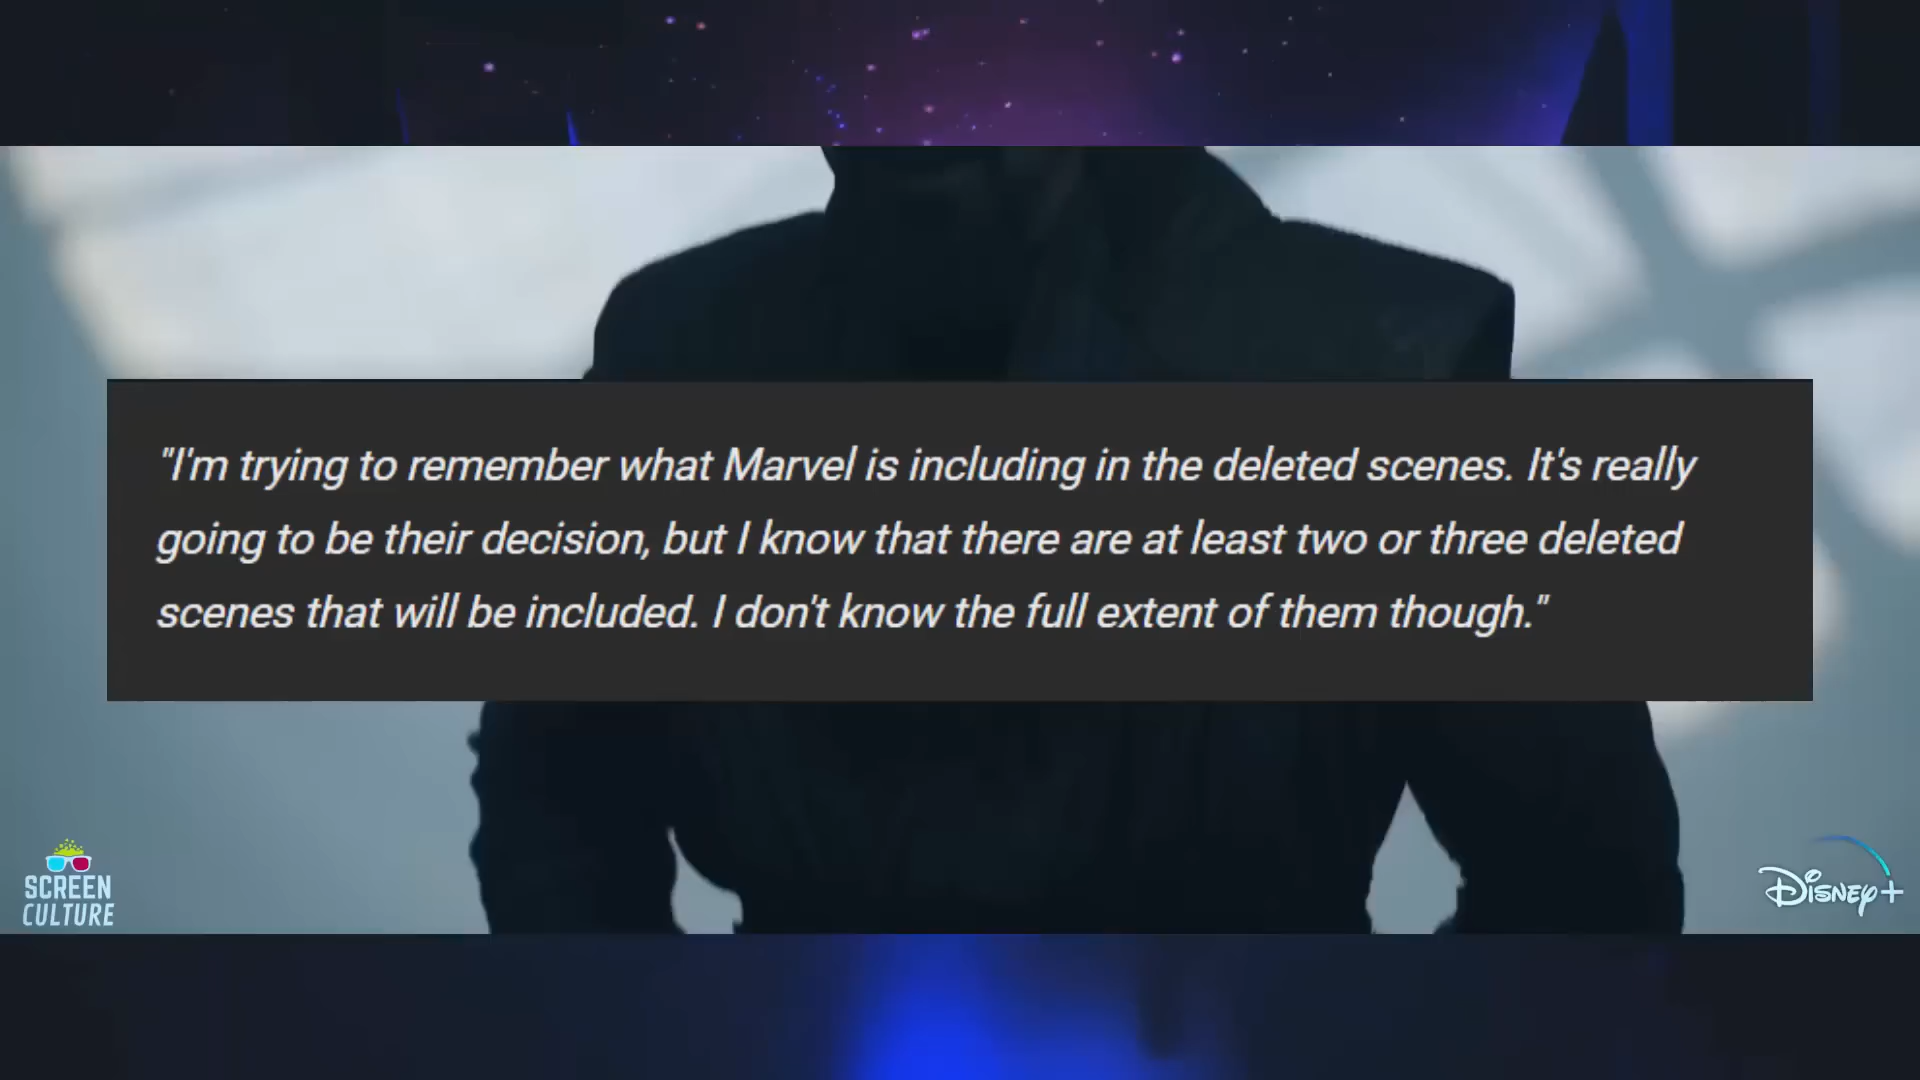 "I'm trying to remember what Marvel is including in the deleted scenes. It's really
going to be their decision, but I know that there are at least two or three deleted
scenes that will be included. I don't know the full extent of them though."
SCREEN
CULTURE
Disney+